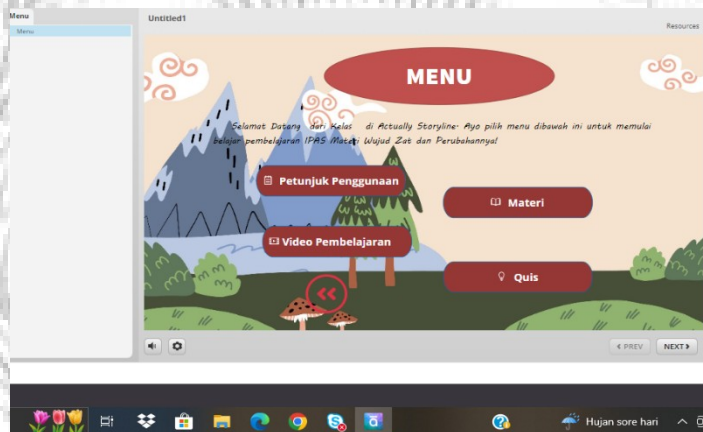 Menu
Menu
Untitled1
Resources
MENU
Selamat Datang dari Kelas di Actually Storyline. Ayo pilih menu dibawah ini untuk memulai
belajar pembelajaran IPAS Materi Wujud Zat dan Perubahannya!
Petunjuk Penggunaan
Materi
Video Pembelajaran
Quis
PREV
NEXT
Hujan sore hari